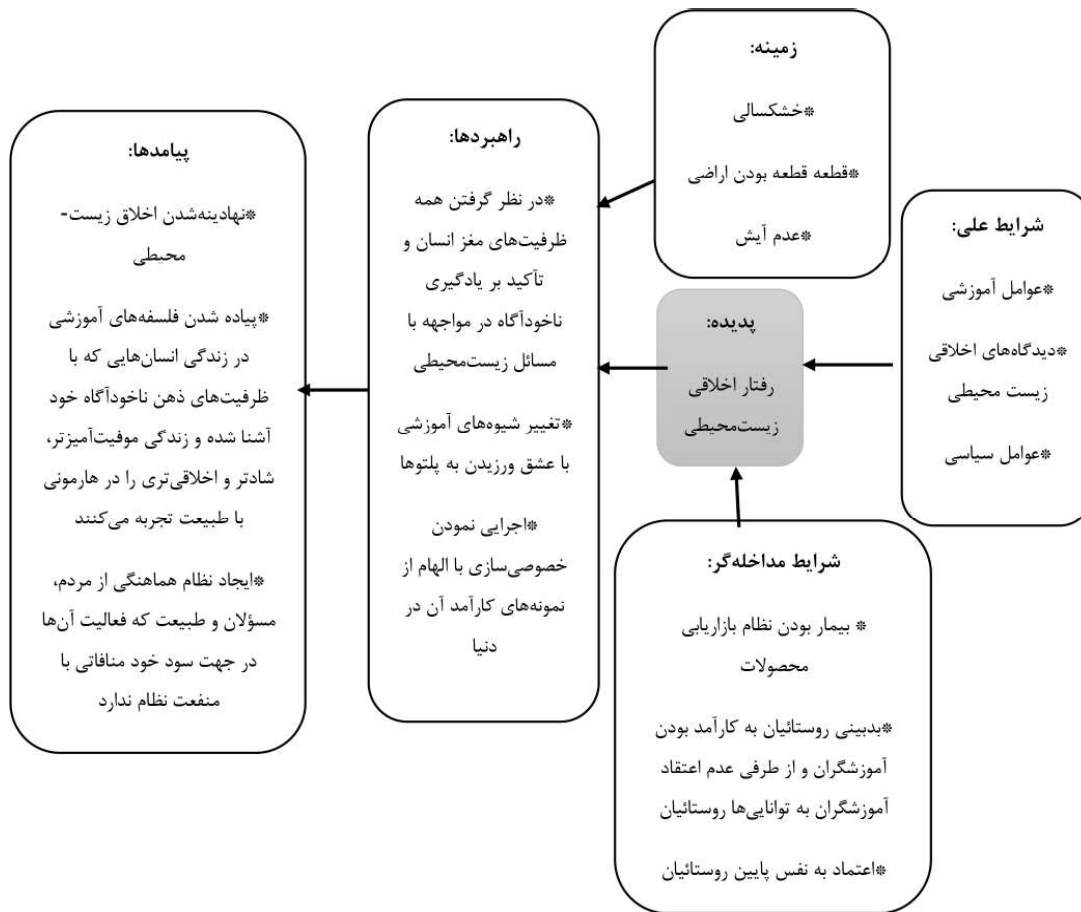 زمینه:
*خشکسالی
*قطعه قطعه بودن اراضی
*عدم آیش
شرایط علی:
*عوامل آموزشی
*دیدگاه‌های اخلاقی
زیست محیطی
*عوامل سیاسی
پدیده:
رفتار اخلاقی
زیست‌محیطی
شرایط مداخله‌گر:
* بیمار بودن نظام بازاریابی
محصولات
*بدبینی روستائیان به کارآمد بودن
آموزشگران و از طرفی عدم اعتقاد
آموزشگران به توانایی‌ها روستائیان
*اعتماد به نفس پایین روستائیان
راهبردها:
*در نظر گرفتن همه
ظرفیت‌های مغز انسان و
تآکید بر یادگیری
ناخودآگاه در مواجهه با
مسائل زیست‌محیطی
*تغییر شیوه‌های آموزشی
با عشق ورزیدن به پلتوها
*اجرایی نمودن
خصوصی‌سازی با الهام از
نمونه‌های کارآمد آن در
دنیا
پیامدها:
*نهادینه‌شدن اخلاق زیست-
محیطی
*پیاده شدن فلسفه‌های آموزشی
در زندگی انسان‌هایی که با
ظرفیت‌های ذهن ناخودآگاه خود
آشنا شده و زندگی موفیت‌آمیزتر،
شادتر و اخلاقی‌تری را در هارمونی
با طبیعت تجربه می‌کنند
*ایجاد نظام هماهنگی از مردم،
مسؤلان و طبیعت که فعالیت آن‌ها
در جهت سود خود منافاتی با
منفعت نظام ندارد